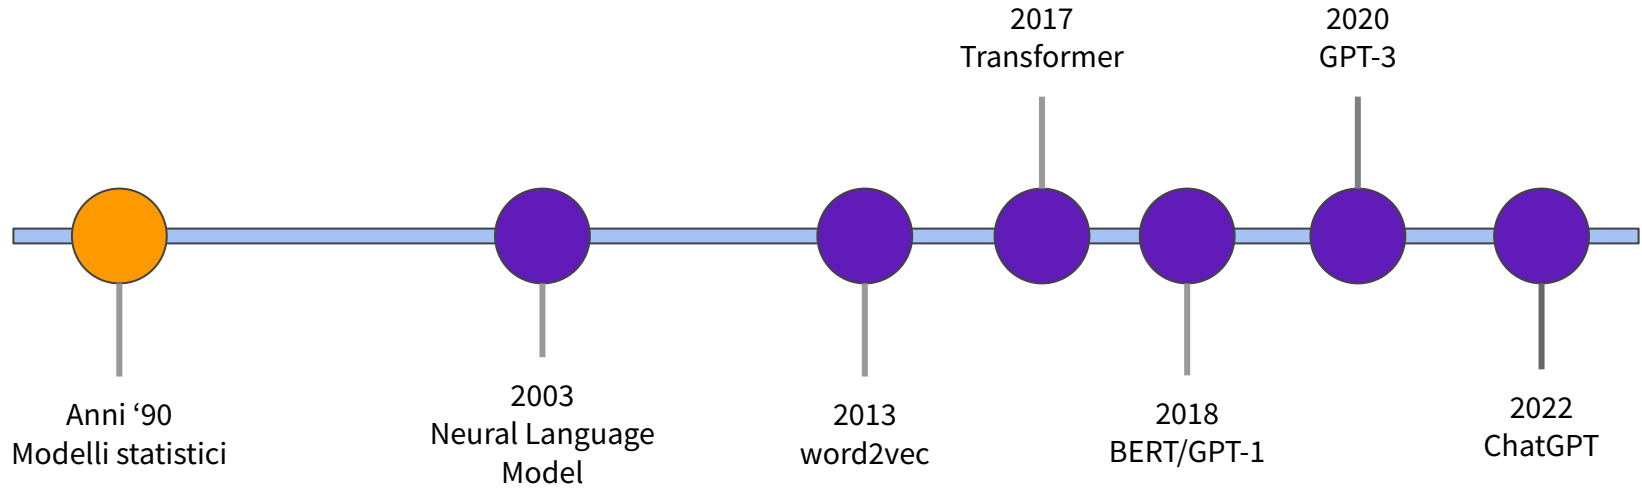 2017
Transformer
2020
GPT-3
Anni ‘90
Modelli statistici
2003
Neural Language
Model
2013
word2vec
2018
BERT/GPT-1
2022
ChatGPT